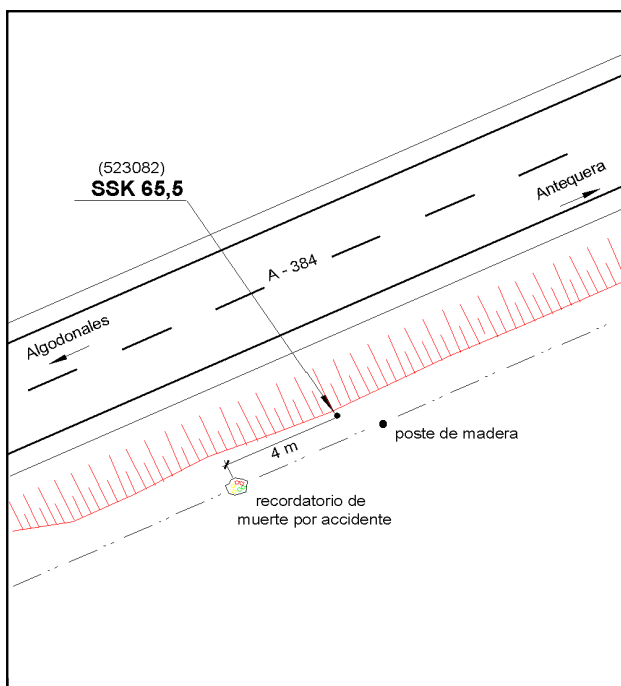 (523082)
SSK 65,5
Antequera
A - 384
Algodonales
poste de madera
4 m
recordatorio de
muerte por accidente